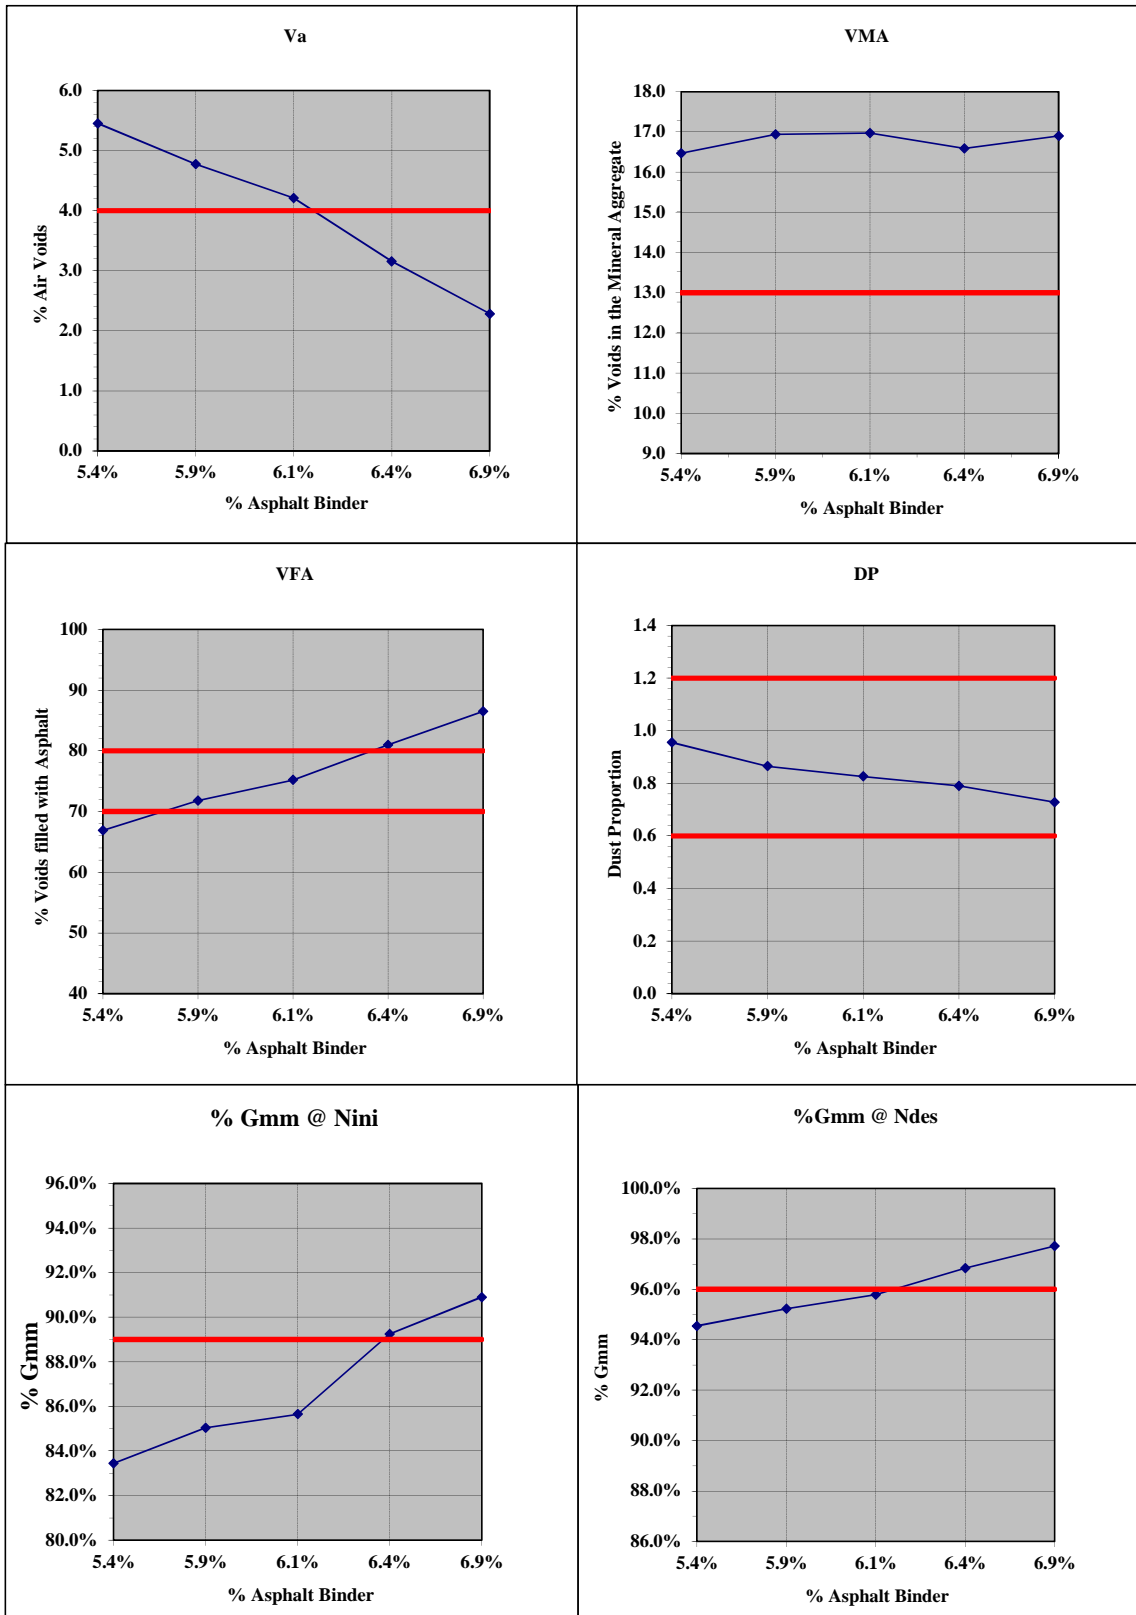 Va
% Air Voids
6.0
5.0
4.0
3.0
2.0
1.0
0.0
5.4% 5.9% 6.1% 6.4% 6.9%
% Asphalt Binder
VMA
% Voids in the Mineral Aggregate
18.0
17.0
16.0
15.0
14.0
13.0
12.0
11.0
10.0
9.0
5.4% 5.9% 6.1% 6.4% 6.9%
% Asphalt Binder
VFA
% Voids filled with Asphalt
100
90
80
70
60
50
40
5.4% 5.9% 6.1% 6.4% 6.9%
% Asphalt Binder
DP
Dust Proportion
1.4
1.2
1.0
0.8
0.6
0.4
0.2
0.0
5.4% 5.9% 6.1% 6.4% 6.9%
% Asphalt Binder
% Gmm @ Nini
% Gmm
96.0%
94.0%
92.0%
90.0%
88.0%
86.0%
84.0%
82.0%
80.0%
5.4% 5.9% 6.1% 6.4% 6.9%
% Asphalt Binder
%Gmm @ Ndes
% Gmm
100.0%
98.0%
96.0%
94.0%
92.0%
90.0%
88.0%
86.0%
5.4% 5.9% 6.1% 6.4% 6.9%
% Asphalt Binder